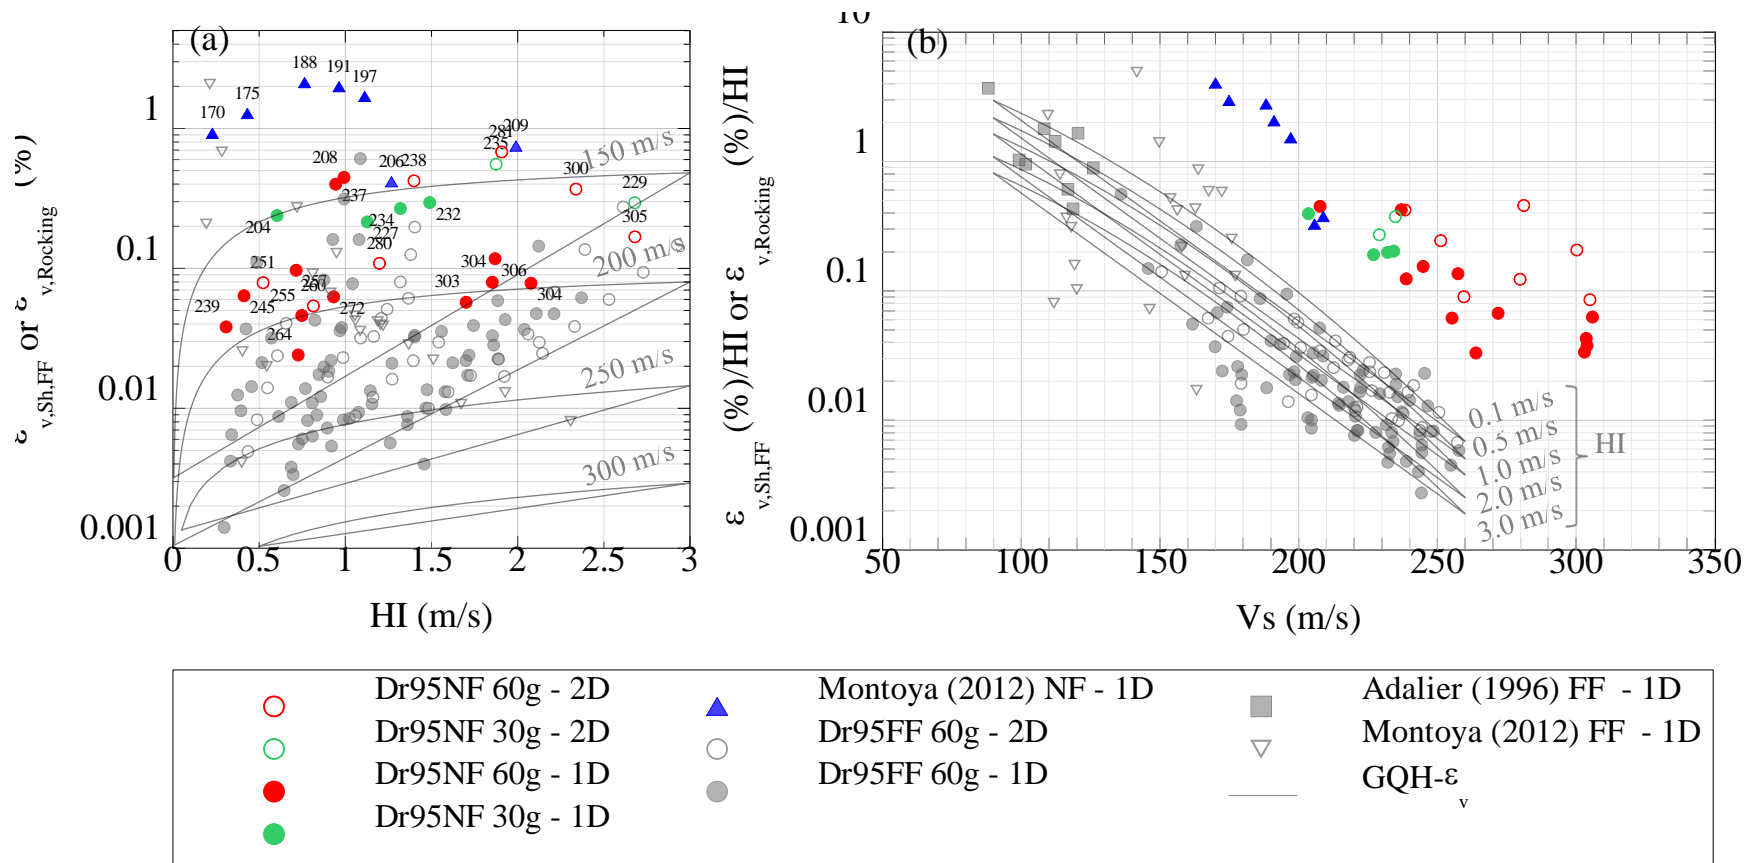 (a)
188
191
197
170
175
209
281
235
150 m/s
208
206
238
300
237
229
204
234
232
305
227
280
200 m/s
251
304
306
303
304
239
245
255
257
260
272
264
250 m/s
300 m/s
1
0.1
0.01
0.001
0
0.5
1
1.5
2
2.5
3
HI (m/s)
ε v,Sh,FF or ε v,Rocking (%)
10
(b)
1
0.1
0.01
0.001
50
100
150
200
250
300
350
Vs (m/s)
ε v,Sh,FF (%)/HI or ε v,Rocking (%)/HI
0.1 m/s
0.5 m/s
1.0 m/s
2.0 m/s
3.0 m/s
HI
Dr95NF 60g - 2D
Dr95NF 30g - 2D
Dr95NF 60g - 1D
Dr95NF 30g - 1D
Montoya (2012) NF - 1D
Dr95FF 60g - 2D
Dr95FF 60g - 1D
Adalier (1996) FF - 1D
Montoya (2012) FF - 1D
GQH-ε v